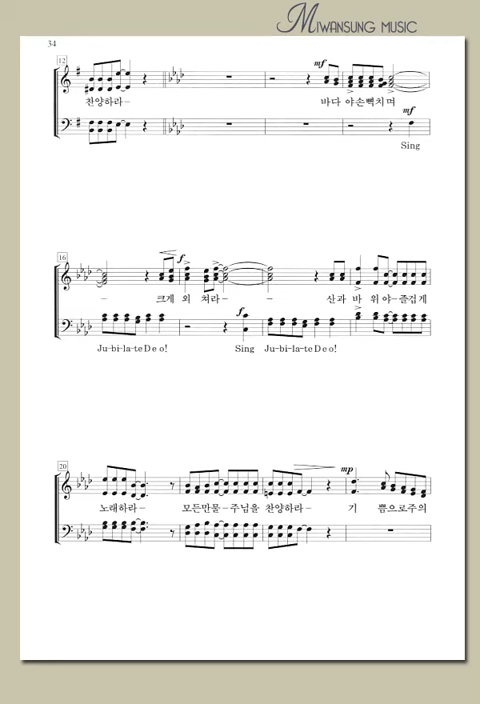 MIWANSUNG MUSIC
34
12
mf
찬양하라-
바다 야손뼉치며
mf
Sing
16
f
- 크게 외 쳐라- - 산과 바 위야-즐겁게
Ju-bi-la-te Deo! Sing Ju-bi-la-te Deo!
20
mp
노래하라- 모든만물-주님을 찬양하라- 기 쁨으로주의